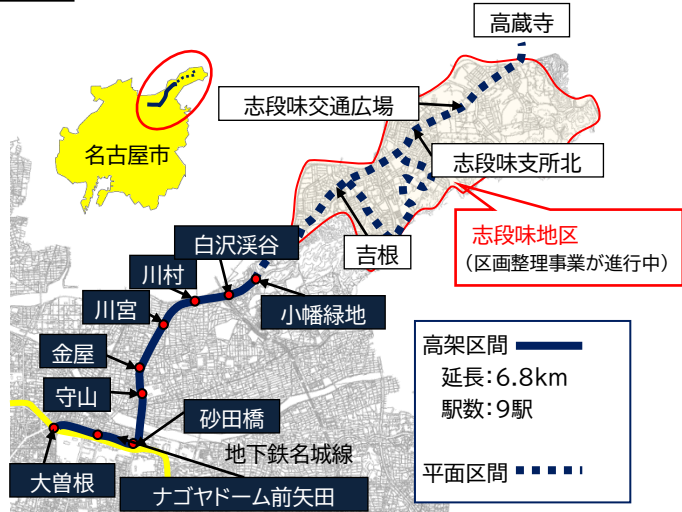 高蔵寺
志段味交通広場
名古屋市
志段味支所北
志段味地区
(区画整理事業が進行中)
吉根
白沢渓谷
川村
小幡緑地
川宮
高架区間
延長:6.8km
駅数:9駅
平面区間
金屋
守山
砂田橋
地下鉄名城線
大曽根
ナゴヤドーム前矢田